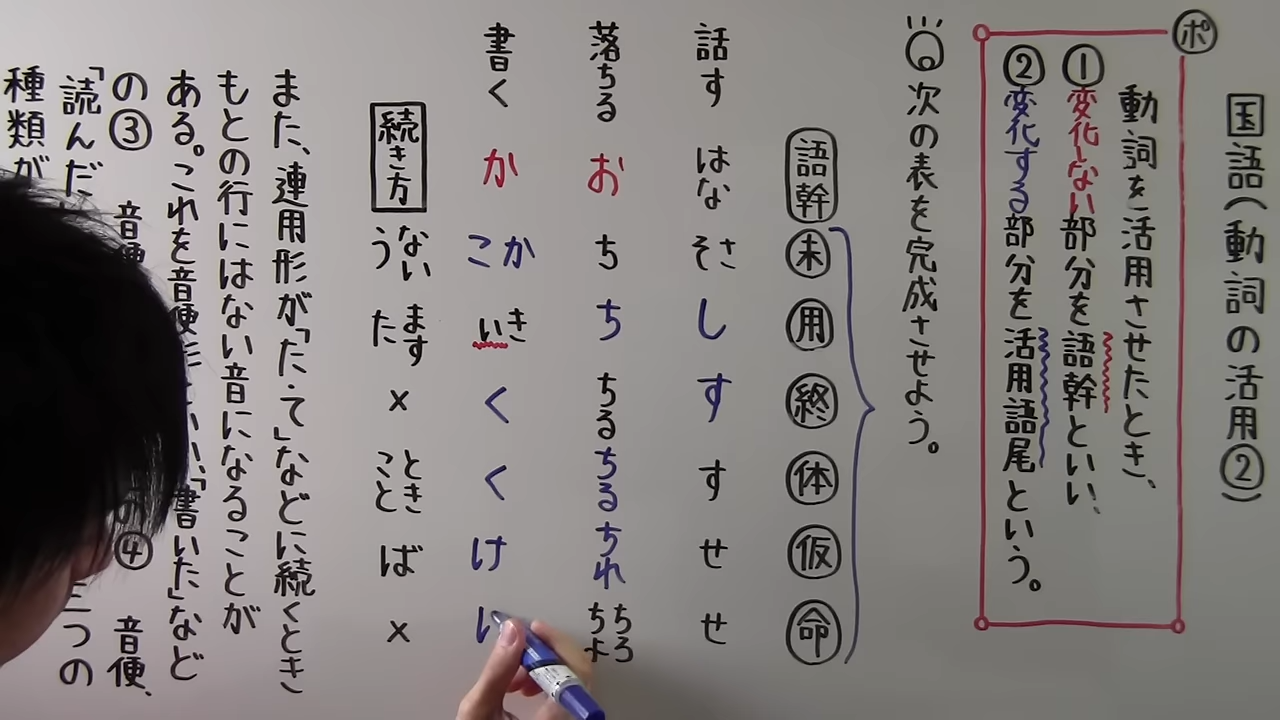 国語(動詞の活用②)
ポ
動詞を活用させたとき、
①変化しない部分を語幹といい、
②変化する部分を活用語尾という。
Q次の表を完成させよう。
語幹 未 用 終 体 仮 命
話す はな さ そ し す す せ せ
落ちる お ち ち ちる ちる ちれ ちろ ちよ
書く か か こ き い く く け
続き方 ない う ます た × とき こと ば ×
また、連用形が「た・て」などに続くとき
もとの行にはない音になることが
ある。これを音便形といい、「書いた」など
の③ 音便 の④ 音便、
「読んだ 三つの
種類が